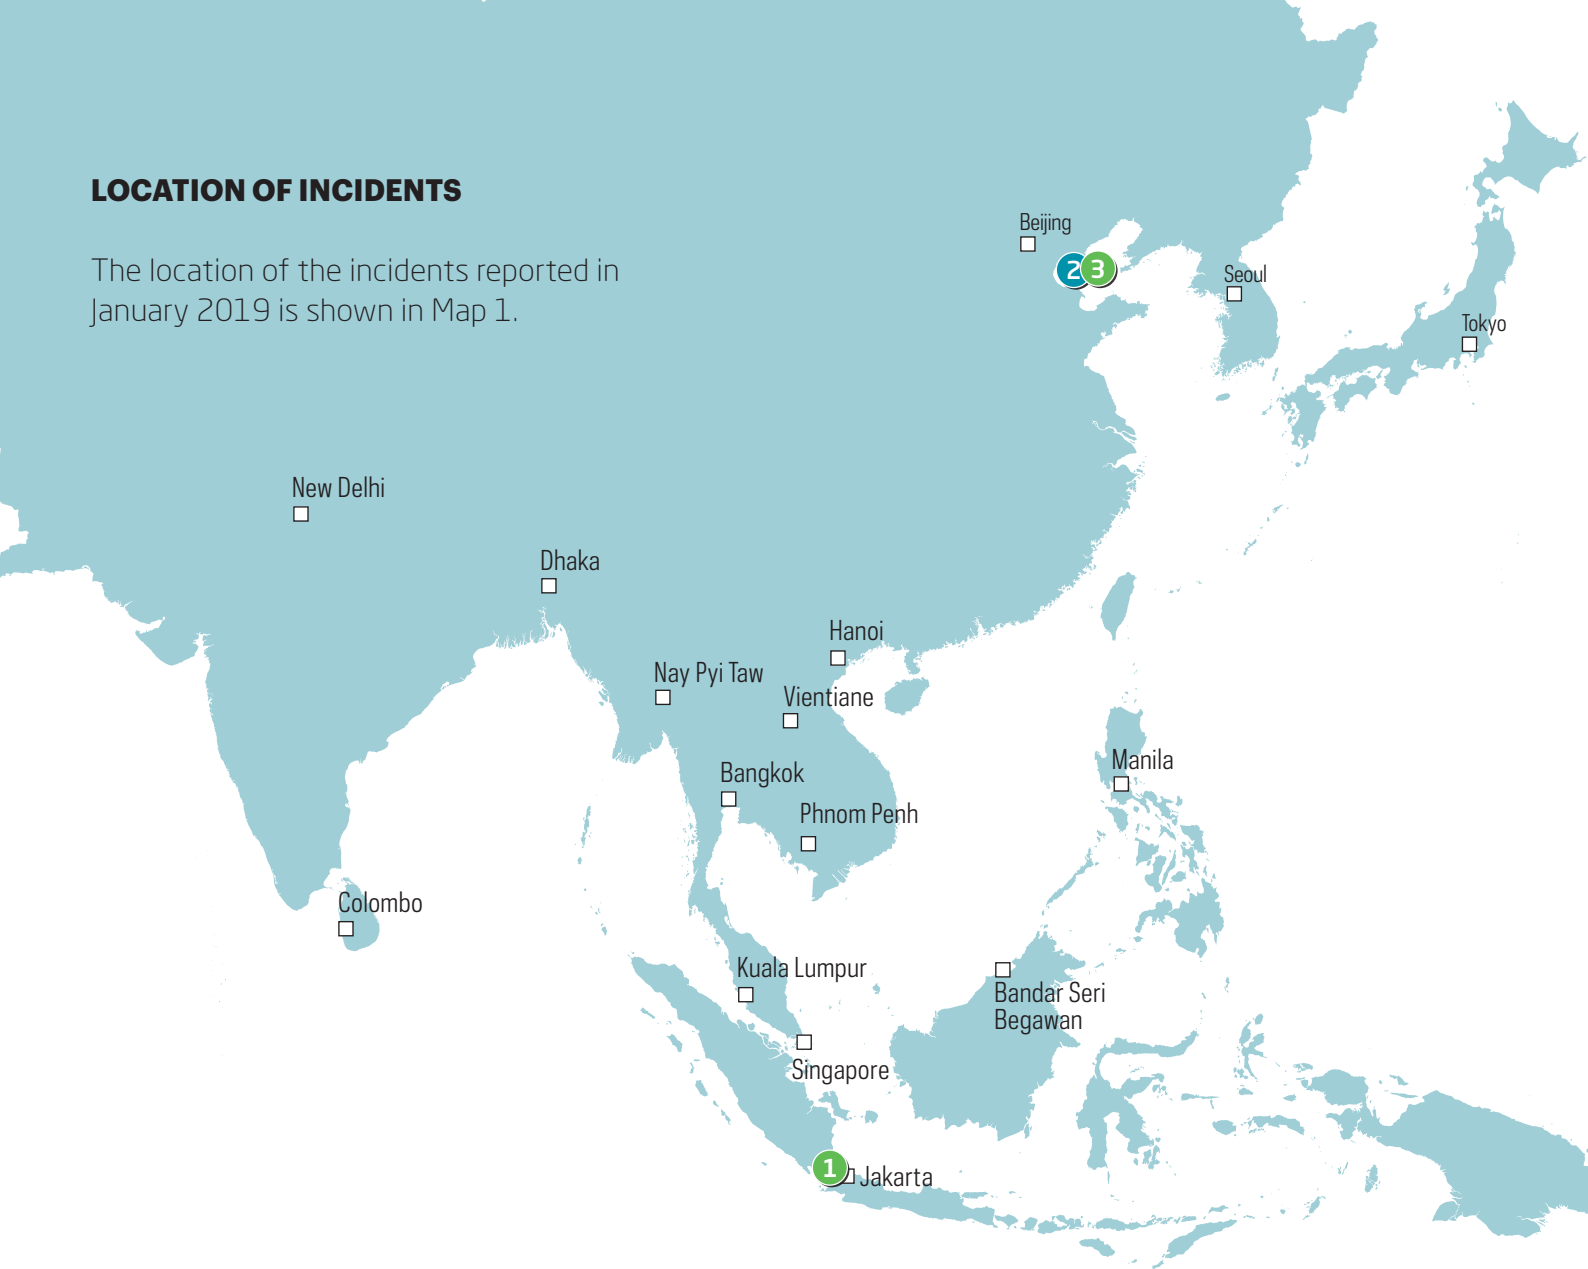 LOCATION OF INCIDENTS
The location of the incidents reported in
January 2019 is shown in Map 1.
Beijing
2
3
Seoul
Tokyo
New Delhi
Dhaka
Hanoi
Nay Pyi Taw
Vientiane
Manila
Bangkok
Phnom Penh
Colombo
Kuala Lumpur
Bandar Seri
Begawan
Singapore
1
Jakarta